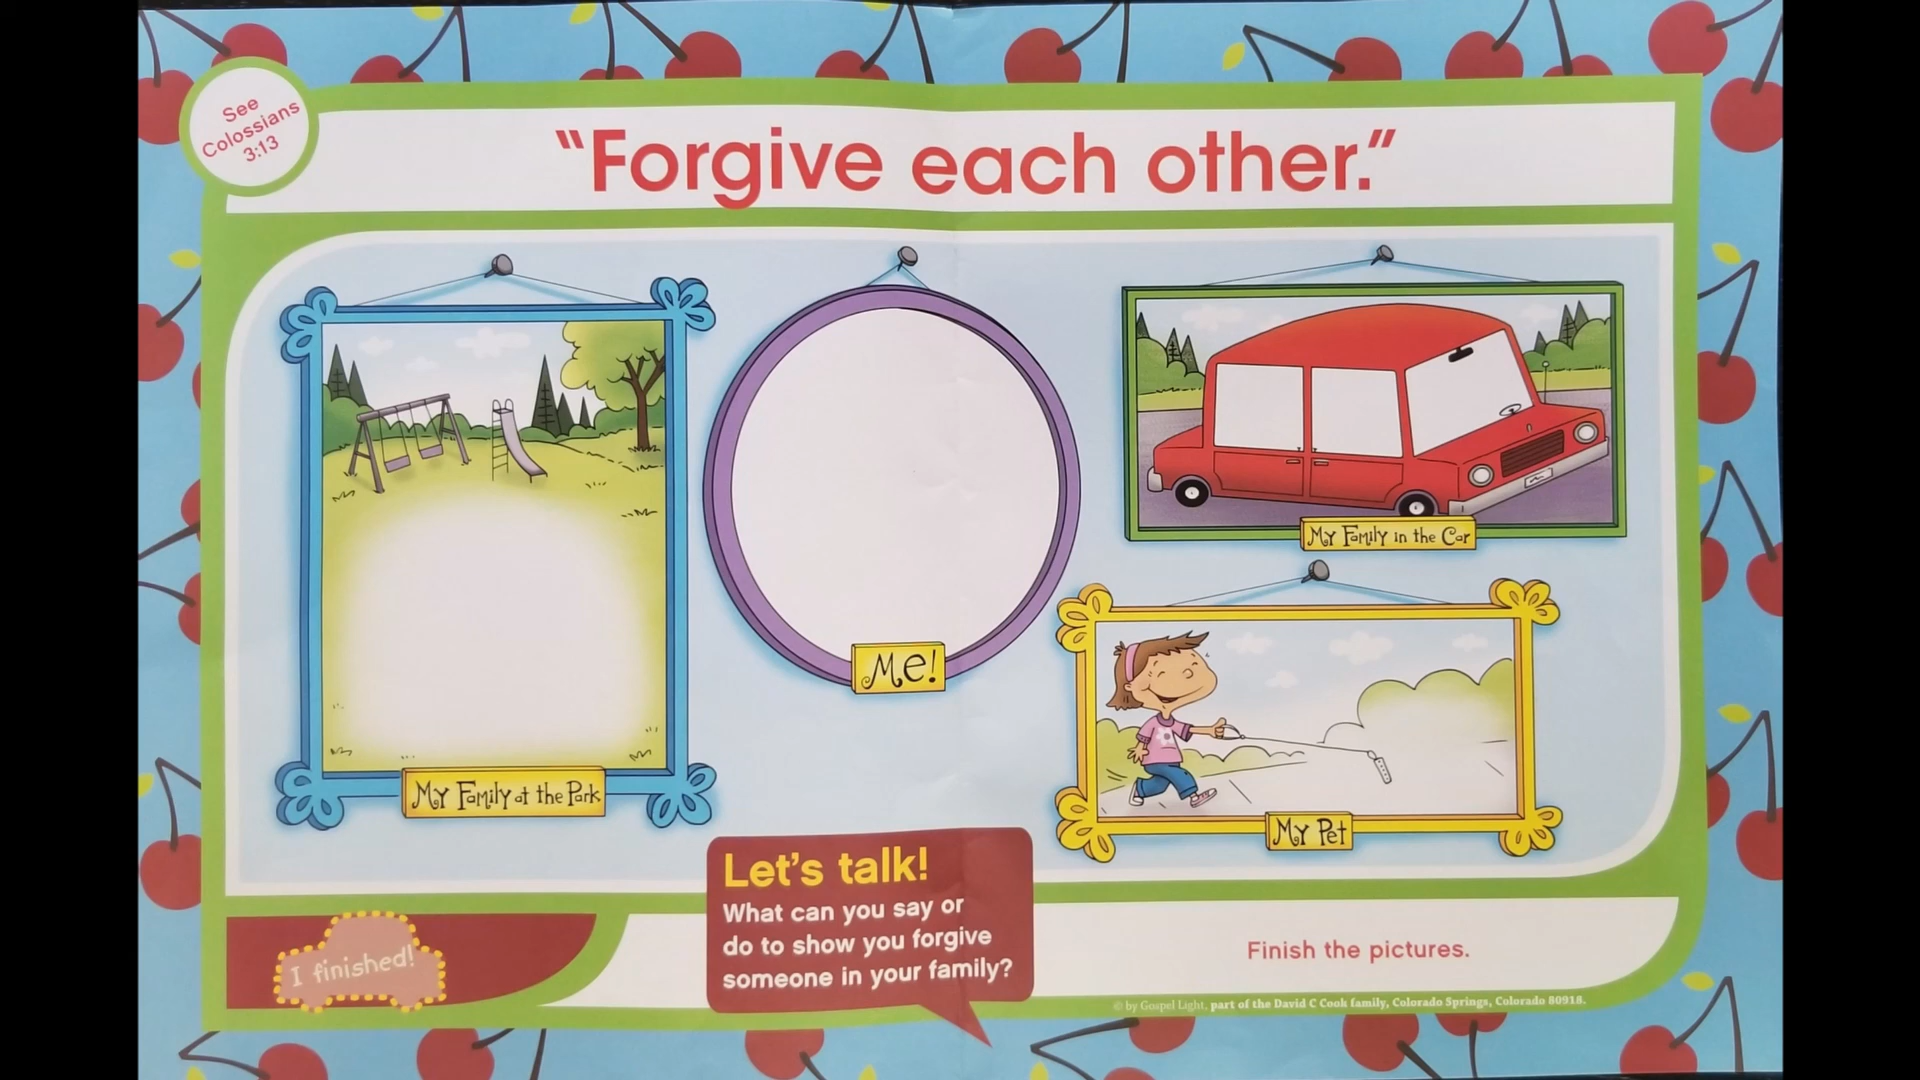 See
Colossians
3:13
"Forgive each other."
My Family at the Park
Me!
My Family in the Car
My Pet
Let's talk!
What can you say or
do to show you forgive
someone in your family?
I finished!
Finish the pictures.
© by Gospel Light, part of the David C Cook family, Colorado Springs, Colorado 80918.